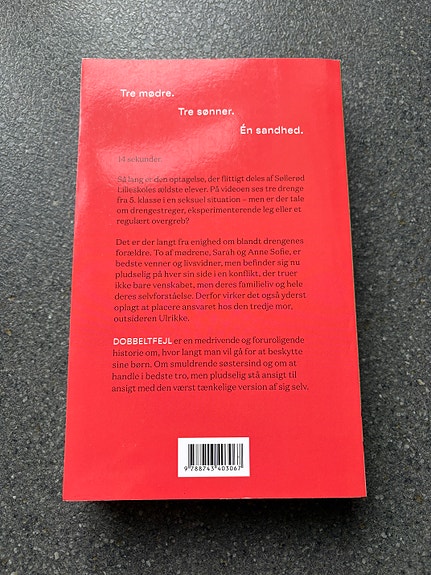 Tre mødre.
Tre sønner.
Én sandhed.
14 sekunder
Så lang er den optagelse, der flittigt deles af Søllerød
Lilleskoles ældste elever. På videoen ses tre drenge
fra 5. klasse i en seksuel situation – men er der tale
om drengestreger, eksperimenterende leg eller et
regulært overgreb?
Det er der langt fra enighed om blandt drengenes
forældre. To af mødrene, Sarah og Anne Sofie, er
bedste venner og livsvidner, men befinder sig nu
pludselig på hver sin side i en konflikt, der truer
ikke bare venskabet, men deres familieliv og hele
deres selvforståelse. Derfor virker det også yderst
oplagt at placere ansvaret hos den tredje mor,
outsideren Ulrikke.
DOBBELTFEJL er en medrivende og foruroligende
historie om, hvor langt man vil gå for at beskytte
sine børn. Om smuldrende søstersind og om at
handle i bedste tro, men pludselig stå ansigt til
ansigt med den værst tænkelige version af sig selv.
9 788743 403067